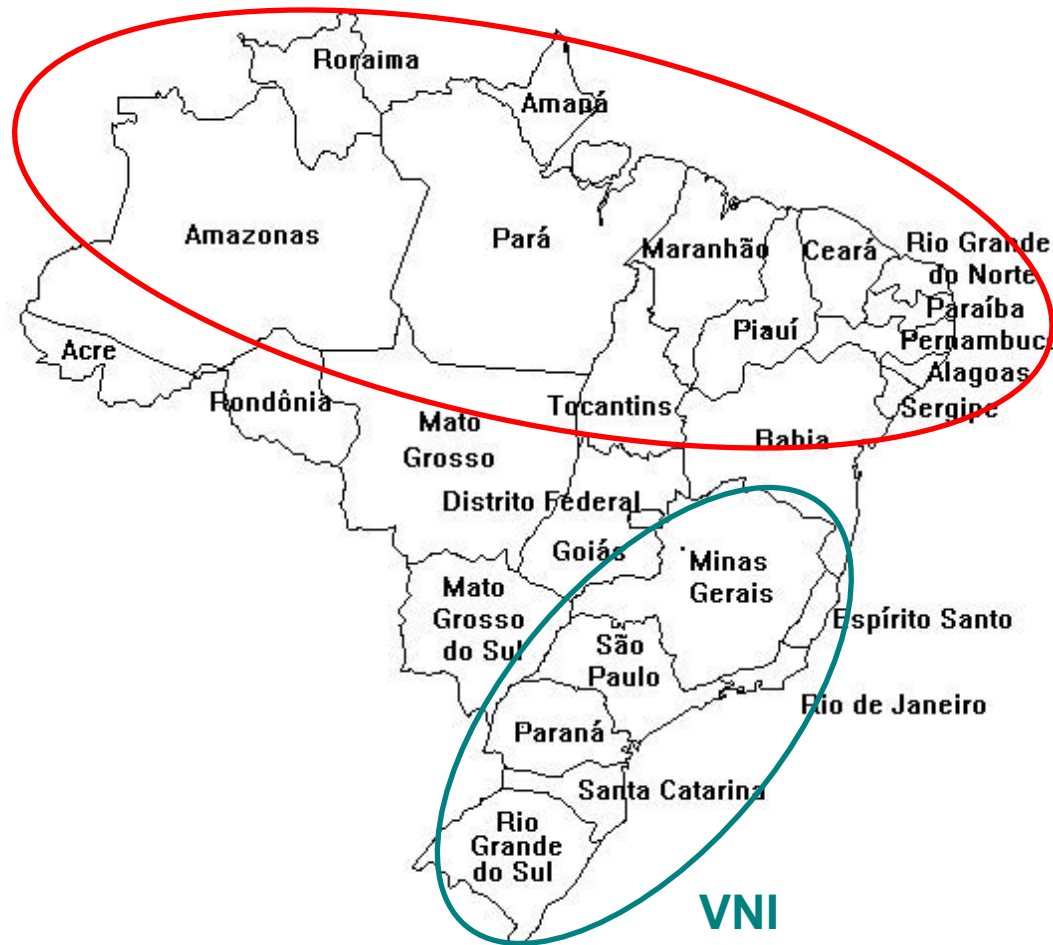 Roraima
Amapá
Amazonas
Pará
Maranhão
Ceará
Rio Grande
do Norte
Paraíba
Piauí
Pernambuc
Acre
Alagoas
Rondônia
Tocantins
Sergipe
Mato
Grosso
Bahia
Distrito Federal
Goiás
Minas
Gerais
Mato
Grosso
do Sul
Espírito Santo
São
Paulo
Rio de Janeiro
Paraná
Santa Catarina
Rio
Grande
do Sul
VNI